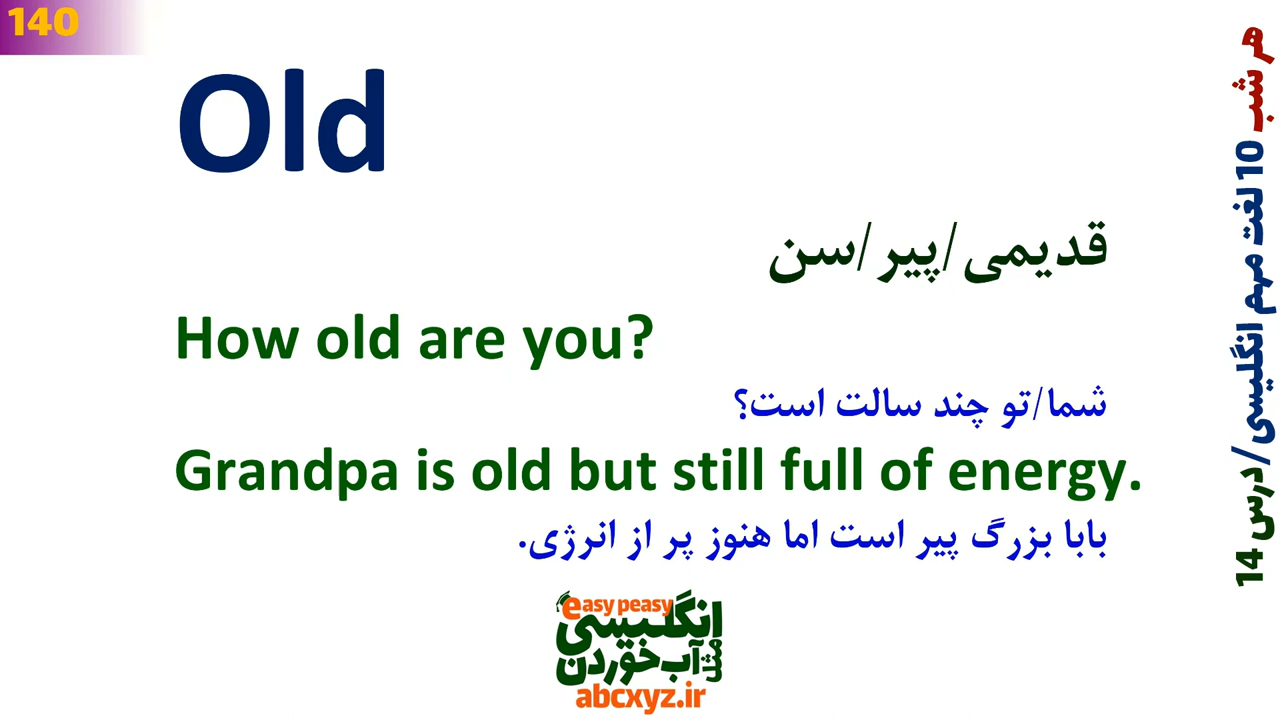 140
Old
قدیمی/پیر/سن
How old are you?
شما/تو چند سالت است؟
Grandpa is old but still full of energy.
بابا بزرگ پیر است اما هنوز پر از انرژی.
هر شب 10 لغت مهم انگلیسی/درس 14
easy peasy
انگلیسی
مثل آب خوردن
abcxyz.ir